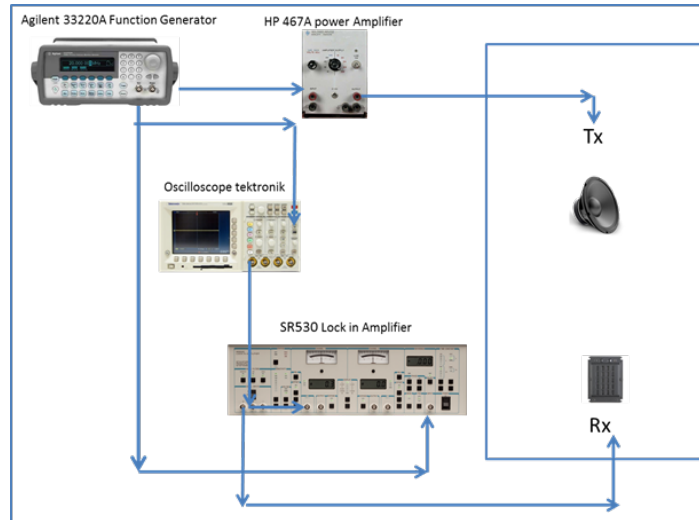 Agilent 33220A Function Generator
HP 467A power Amplifier
Tx
Oscilloscope tektronik
SR530 Lock in Amplifier
Rx